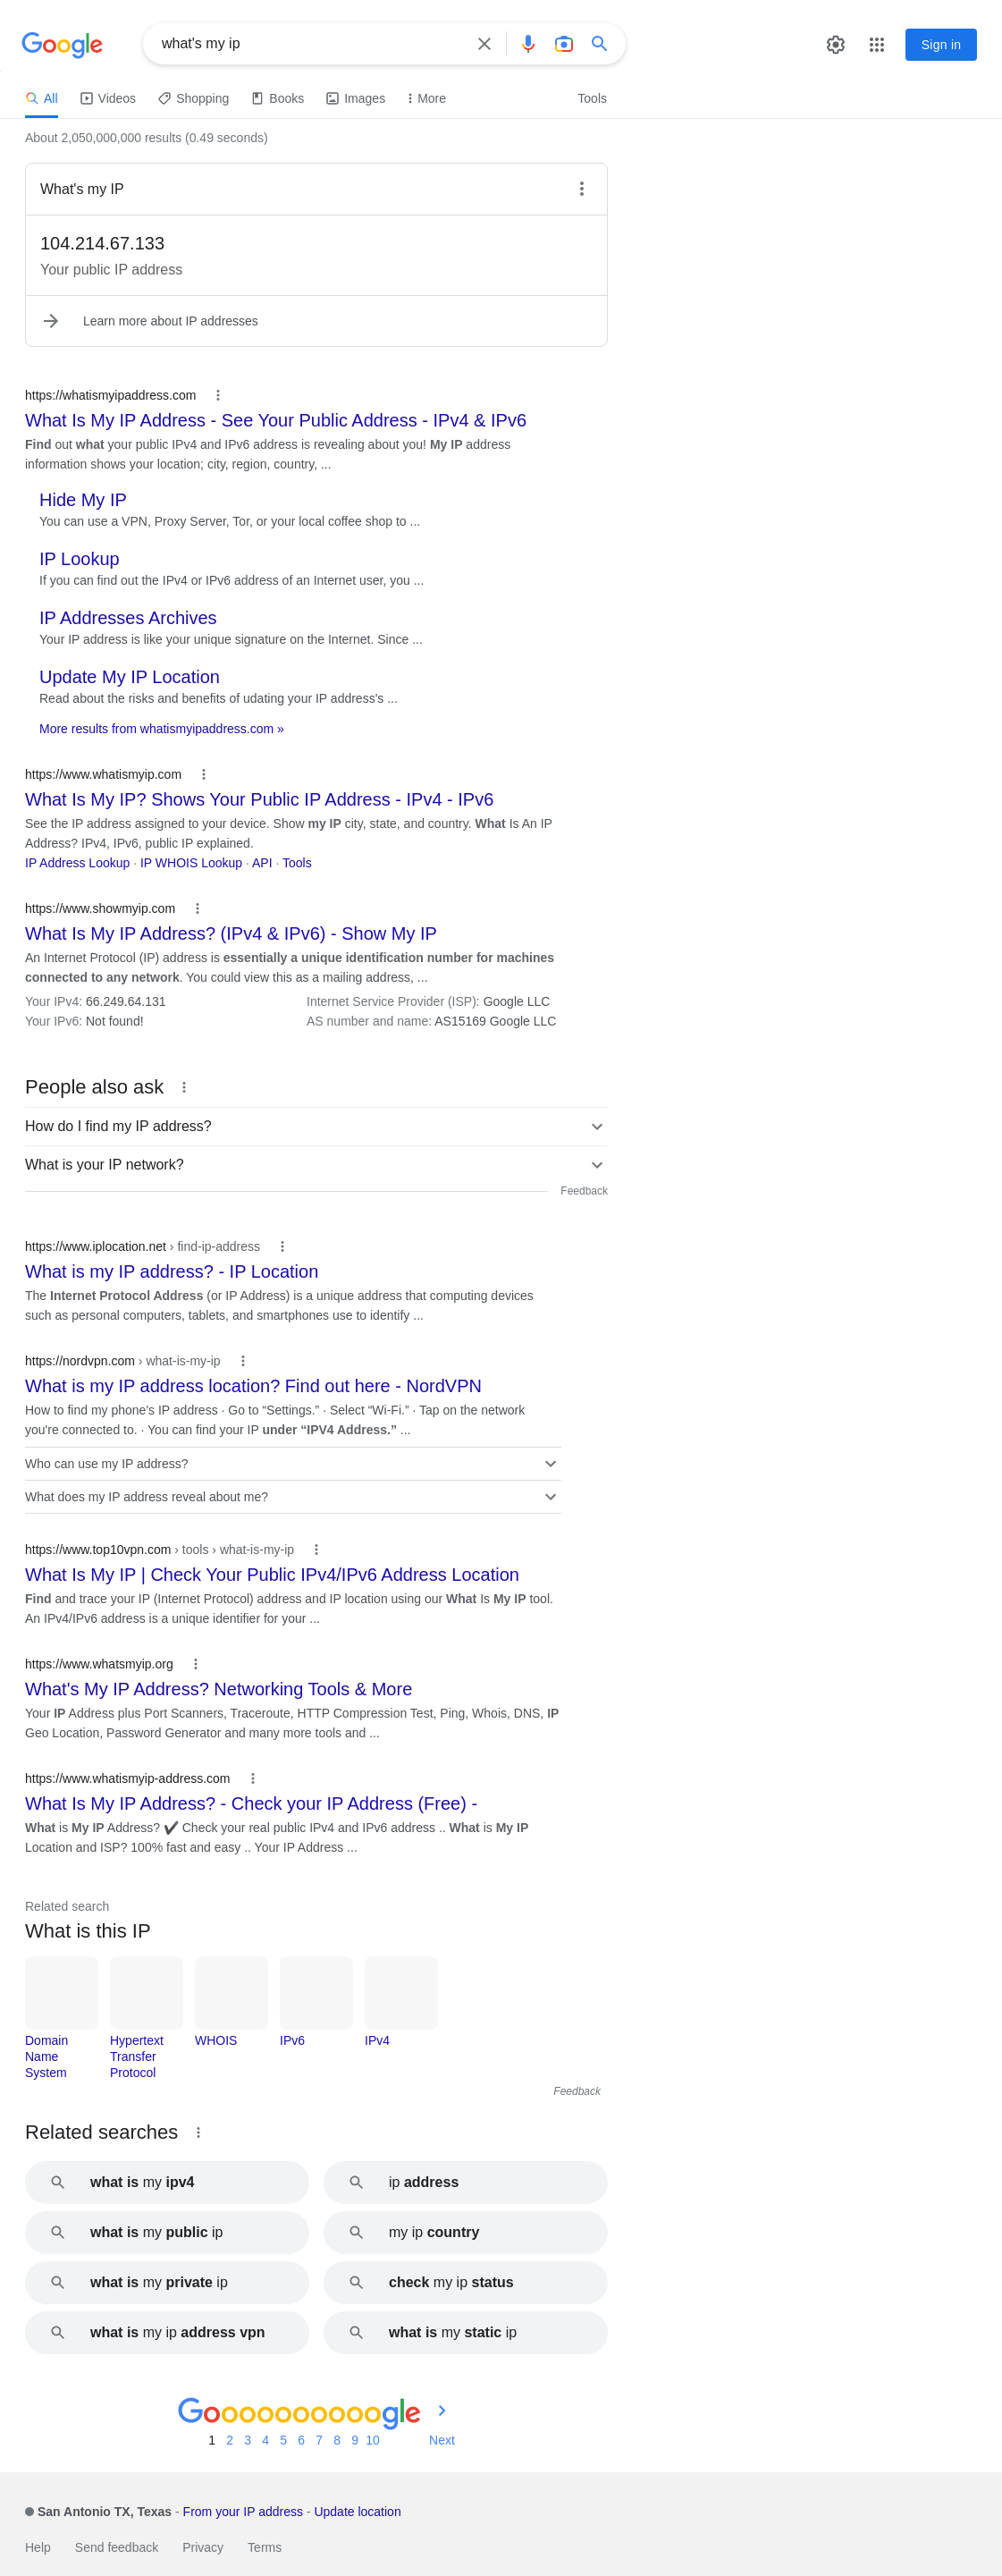 Google
what's my ip
Sign in
All
Videos
Shopping
Books
Images
More
Tools
About 2,050,000,000 results (0.49 seconds)
What's my IP
104.214.67.133
Your public IP address
Learn more about IP addresses
https://whatismyipaddress.com
What Is My IP Address - See Your Public Address - IPv4 & IPv6
Find out what your public IPv4 and IPv6 address is revealing about you! My IP address
information shows your location; city, region, country, ...
Hide My IP
You can use a VPN, Proxy Server, Tor, or your local coffee shop to ...
IP Lookup
If you can find out the IPv4 or IPv6 address of an Internet user, you ...
IP Addresses Archives
Your IP address is like your unique signature on the Internet. Since ...
Update My IP Location
Read about the risks and benefits of udating your IP address's ...
More results from whatismyipaddress.com »
https://www.whatismyip.com
What Is My IP? Shows Your Public IP Address - IPv4 - IPv6
See the IP address assigned to your device. Show my IP city, state, and country. What Is An IP
Address? IPv4, IPv6, public IP explained.
IP Address Lookup · IP WHOIS Lookup · API · Tools
https://www.showmyip.com
What Is My IP Address? (IPv4 & IPv6) - Show My IP
An Internet Protocol (IP) address is essentially a unique identification number for machines
connected to any network. You could view this as a mailing address, ...
Your IPv4: 66.249.64.131
Internet Service Provider (ISP): Google LLC
Your IPv6: Not found!
AS number and name: AS15169 Google LLC
People also ask
How do I find my IP address?
What is your IP network?
Feedback
https://www.iplocation.net › find-ip-address
What is my IP address? - IP Location
The Internet Protocol Address (or IP Address) is a unique address that computing devices
such as personal computers, tablets, and smartphones use to identify ...
https://nordvpn.com › what-is-my-ip
What is my IP address location? Find out here - NordVPN
How to find my phone's IP address · Go to “Settings.” · Select “Wi-Fi.” · Tap on the network
you're connected to. · You can find your IP under “IPV4 Address.” ...
Who can use my IP address?
What does my IP address reveal about me?
https://www.top10vpn.com › tools › what-is-my-ip
What Is My IP | Check Your Public IPv4/IPv6 Address Location
Find and trace your IP (Internet Protocol) address and IP location using our What Is My IP tool.
An IPv4/IPv6 address is a unique identifier for your ...
https://www.whatsmyip.org
What's My IP Address? Networking Tools & More
Your IP Address plus Port Scanners, Traceroute, HTTP Compression Test, Ping, Whois, DNS, IP
Geo Location, Password Generator and many more tools and ...
https://www.whatismyip-address.com
What Is My IP Address? - Check your IP Address (Free) -
What is My IP Address? ✔ Check your real public IPv4 and IPv6 address .. What is My IP
Location and ISP? 100% fast and easy .. Your IP Address ...
Related search
What is this IP
Domain
Name
System
Hypertext
Transfer
Protocol
WHOIS
IPv6
IPv4
Feedback
Related searches
what is my ipv4
ip address
what is my public ip
my ip country
what is my private ip
check my ip status
what is my ip address vpn
what is my static ip
Goooooooooogle
1 2 3 4 5 6 7 8 9 10 Next
San Antonio TX, Texas - From your IP address - Update location
Help Send feedback Privacy Terms